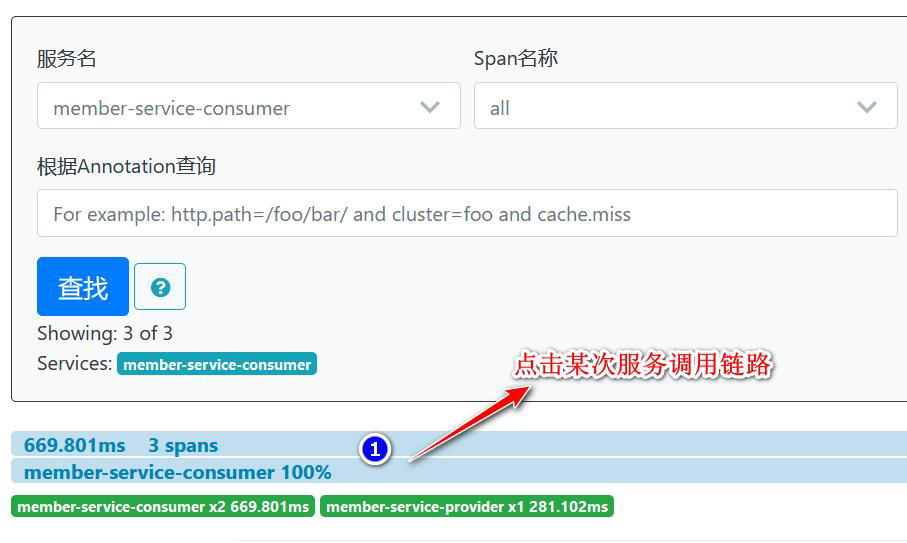 服务名 Span名称
member-service-consumer all
根据Annotation查询
For example: http.path=/foo/bar/ and cluster=foo and cache.miss
查找 ?
Showing: 3 of 3
Services: member-service-consumer
点击某次服务调用链路
669.801ms 3 spans 1
member-service-consumer 100%
member-service-consumer x2 669.801ms member-service-provider x1 281.102ms